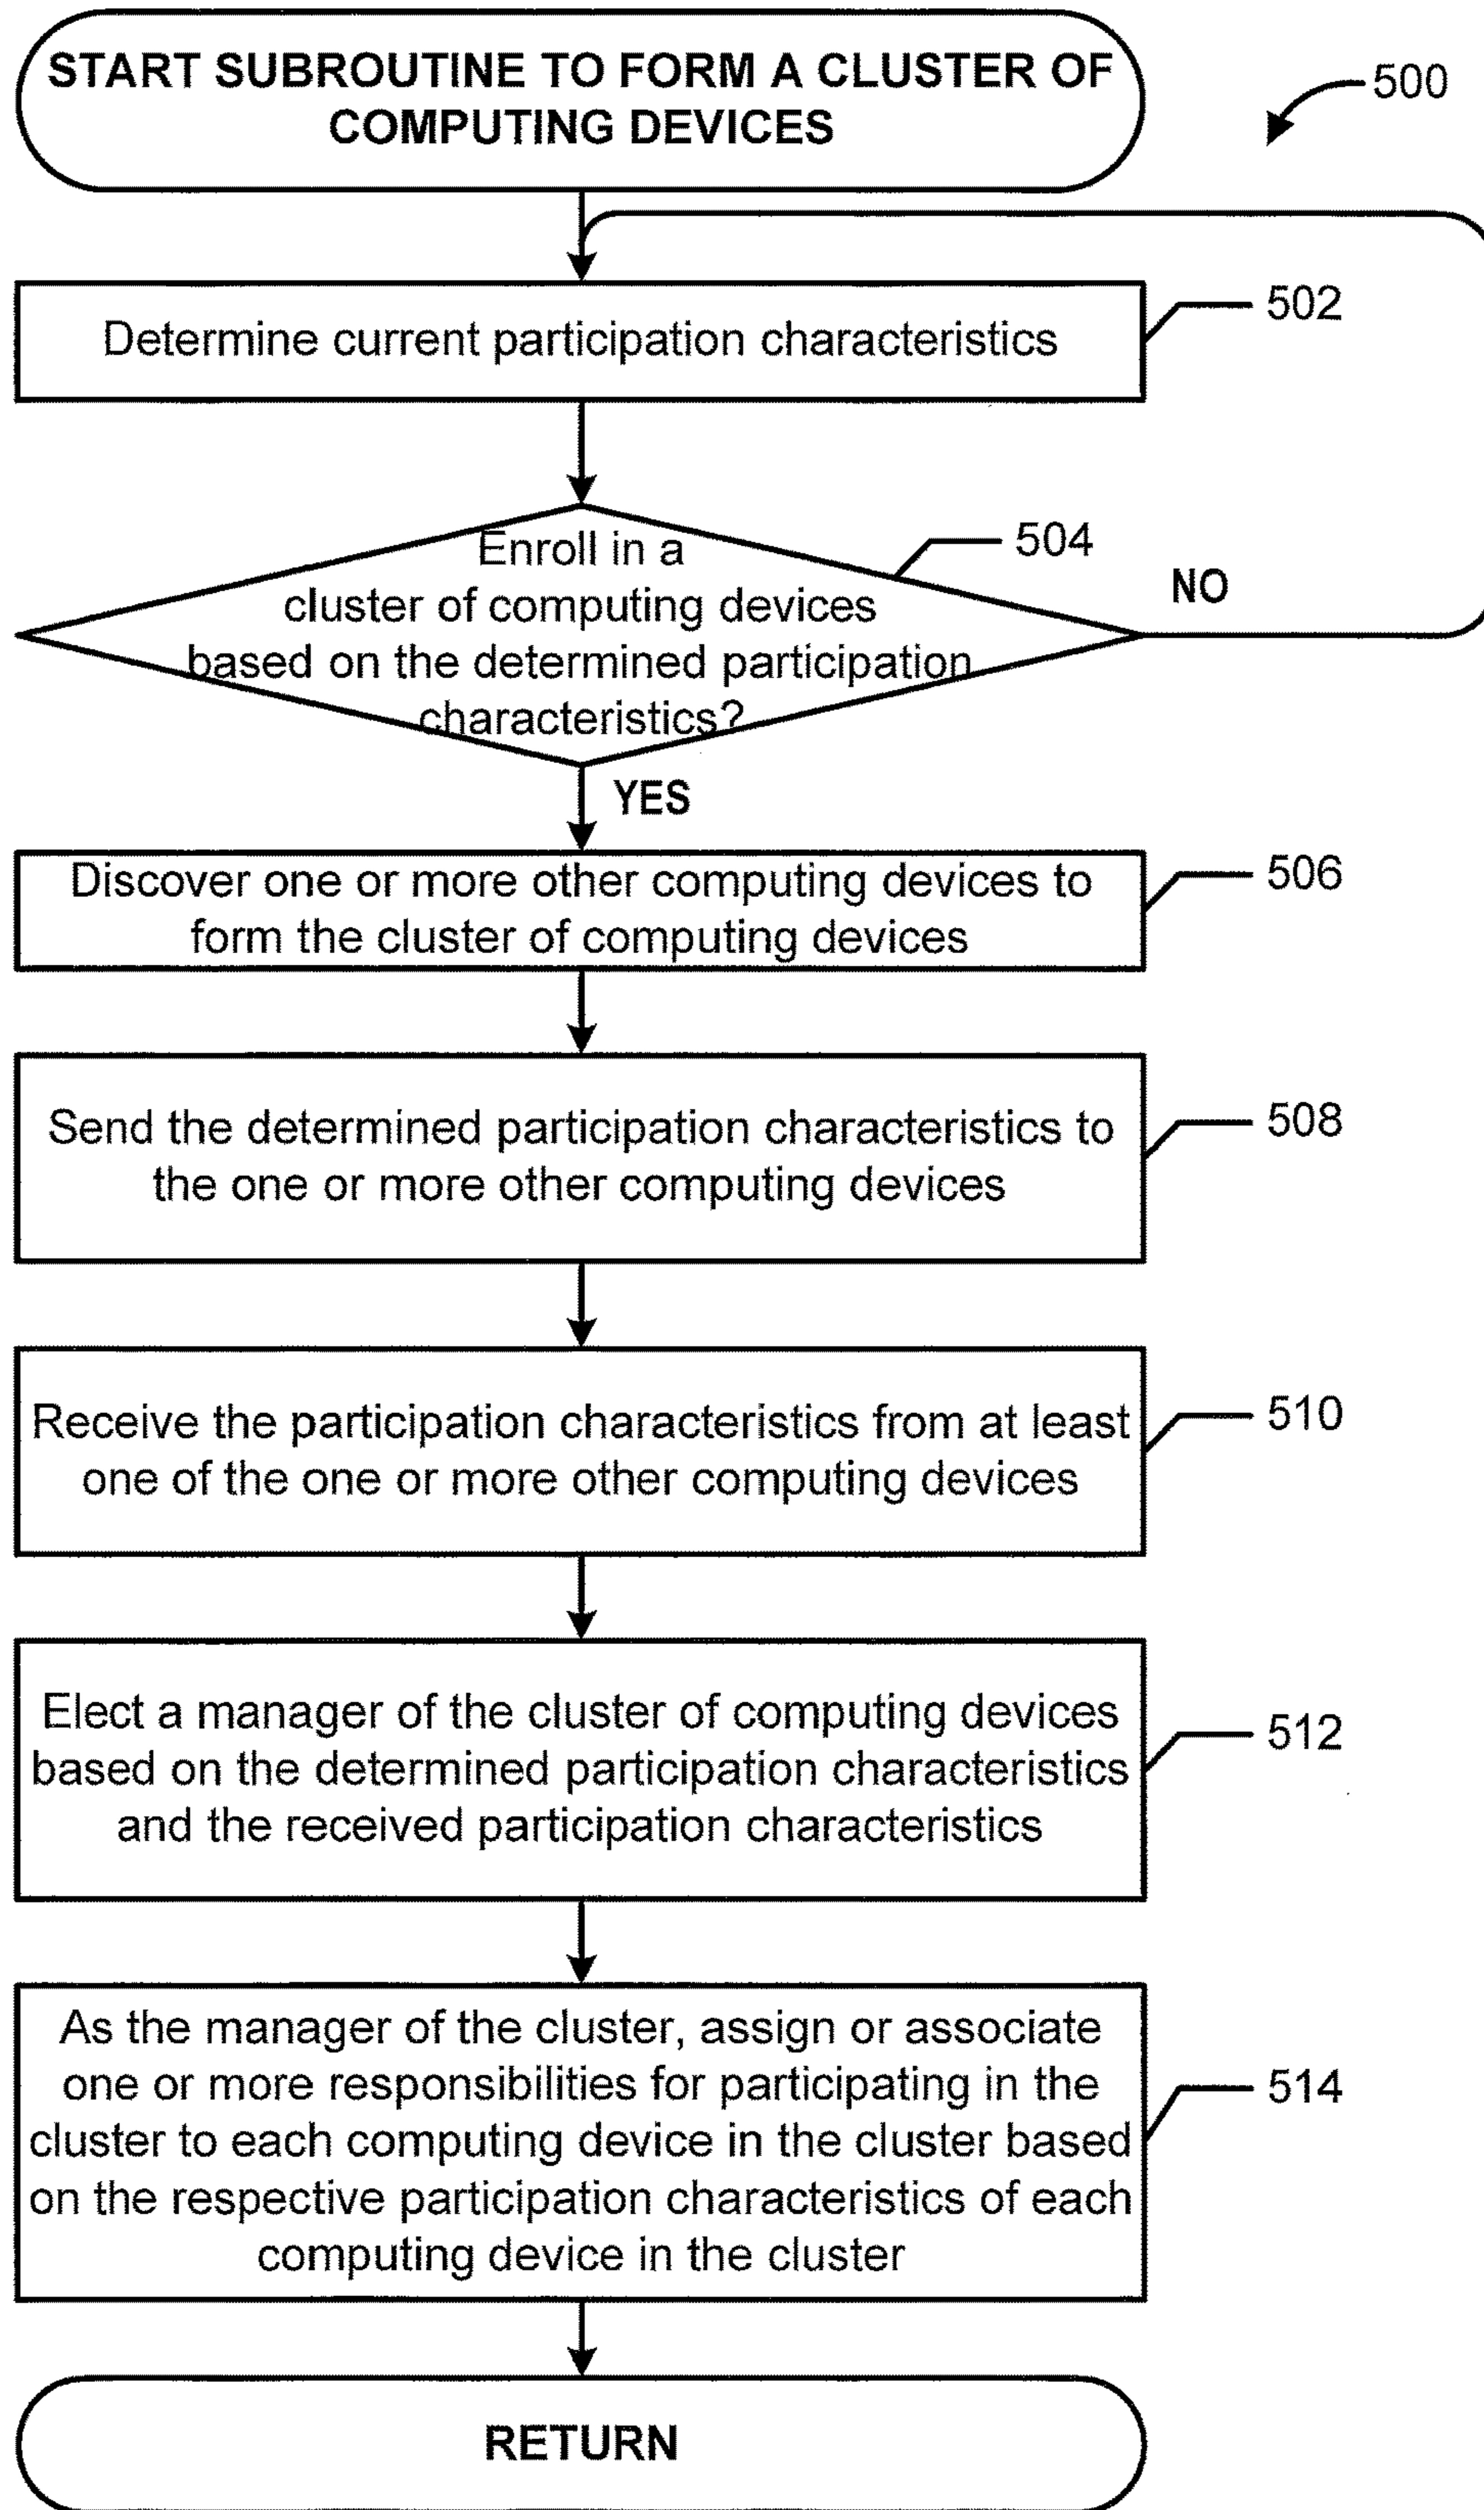 START SUBROUTINE TO FORM A CLUSTER OF
COMPUTING DEVICES
500
Determine current participation characteristics
502
Enroll in a
cluster of computing devices
based on the determined participation
characteristics?
504
NO
YES
Discover one or more other computing devices to
form the cluster of computing devices
506
Send the determined participation characteristics to
the one or more other computing devices
508
Receive the participation characteristics from at least
one of the one or more other computing devices
510
Elect a manager of the cluster of computing devices
based on the determined participation characteristics
and the received participation characteristics
512
As the manager of the cluster, assign or associate
one or more responsibilities for participating in the
cluster to each computing device in the cluster based
on the respective participation characteristics of each
computing device in the cluster
514
RETURN